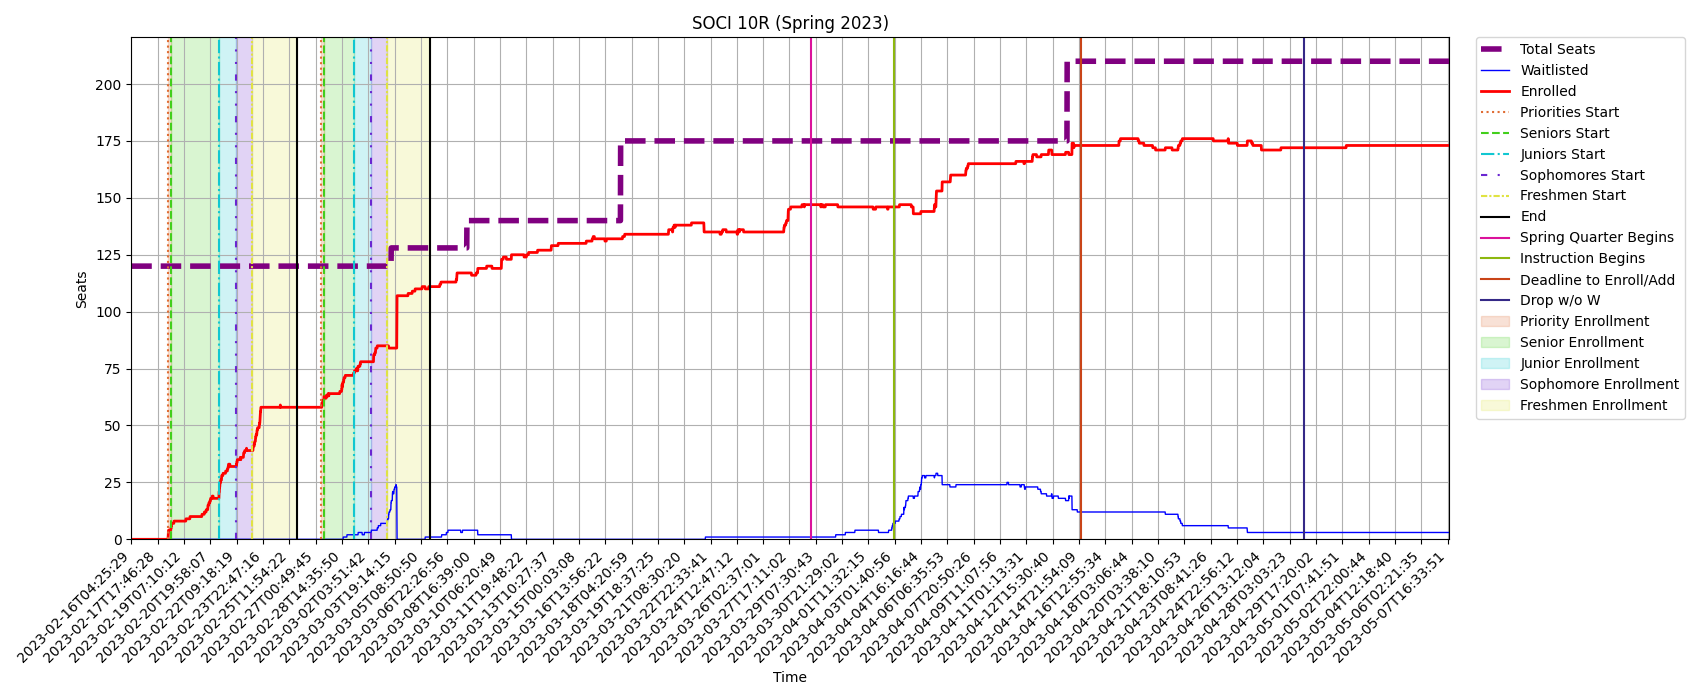 SOCI 10R (Spring 2023)
Seats
200
175
150
125
100
75
50
25
0
2023-02-16T04:25:29
2023-02-17T17:46:28
2023-02-19T07:10:12
2023-02-20T19:58:07
2023-02-22T09:18:19
2023-02-23T22:47:16
2023-02-25T11:54:22
2023-02-27T00:49:45
2023-02-28T14:35:50
2023-03-02T03:51:42
2023-03-03T19:14:15
2023-03-05T08:50:50
2023-03-06T22:26:56
2023-03-08T16:39:00
2023-03-10T06:20:49
2023-03-11T19:48:22
2023-03-13T10:27:37
2023-03-15T00:03:08
2023-03-16T13:56:22
2023-03-18T04:20:59
2023-03-19T18:37:25
2023-03-21T08:30:20
2023-03-22T22:33:41
2023-03-24T12:47:12
2023-03-26T02:37:01
2023-03-27T17:11:02
2023-03-29T07:30:43
2023-03-30T21:29:02
2023-04-01T11:32:15
2023-04-03T01:40:56
2023-04-04T16:16:44
2023-04-06T06:35:53
2023-04-07T20:50:26
2023-04-09T11:07:56
2023-04-11T01:13:31
2023-04-12T15:30:40
2023-04-14T21:54:09
2023-04-16T12:55:34
2023-04-18T03:06:44
2023-04-20T03:38:10
2023-04-21T18:10:53
2023-04-23T08:41:26
2023-04-24T22:56:12
2023-04-26T13:12:04
2023-04-28T03:03:23
2023-04-29T17:20:02
2023-05-01T07:41:51
2023-05-02T22:00:44
2023-05-04T12:18:40
2023-05-06T02:21:35
2023-05-07T16:33:51
Time
Total Seats
Waitlisted
Enrolled
Priorities Start
Seniors Start
Juniors Start
Sophomores Start
Freshmen Start
End
Spring Quarter Begins
Instruction Begins
Deadline to Enroll/Add
Drop w/o W
Priority Enrollment
Senior Enrollment
Junior Enrollment
Sophomore Enrollment
Freshmen Enrollment